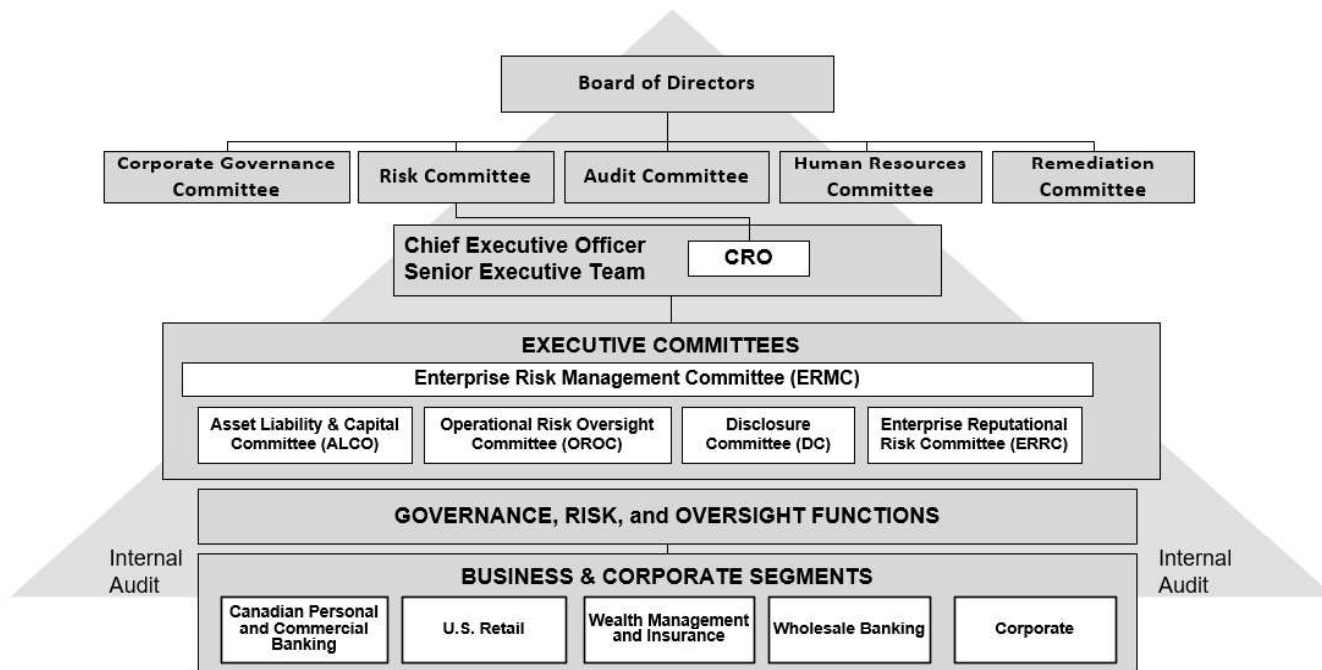 Board of Directors
Corporate Governance
Committee
Risk Committee
Audit Committee
Human Resources
Committee
Remediation
Committee
Chief Executive Officer
Senior Executive Team
CRO
EXECUTIVE COMMITTEES
Enterprise Risk Management Committee (ERMC)
Asset Liability & Capital
Committee (ALCO)
Operational Risk Oversight
Committee (OROC)
Disclosure
Committee (DC)
Enterprise Reputational
Risk Committee (ERRC)
GOVERNANCE, RISK, and OVERSIGHT FUNCTIONS
Internal
Audit
Internal
Audit
BUSINESS & CORPORATE SEGMENTS
Canadian Personal
and Commercial
Banking
U.S. Retail
Wealth Management
and Insurance
Wholesale Banking
Corporate